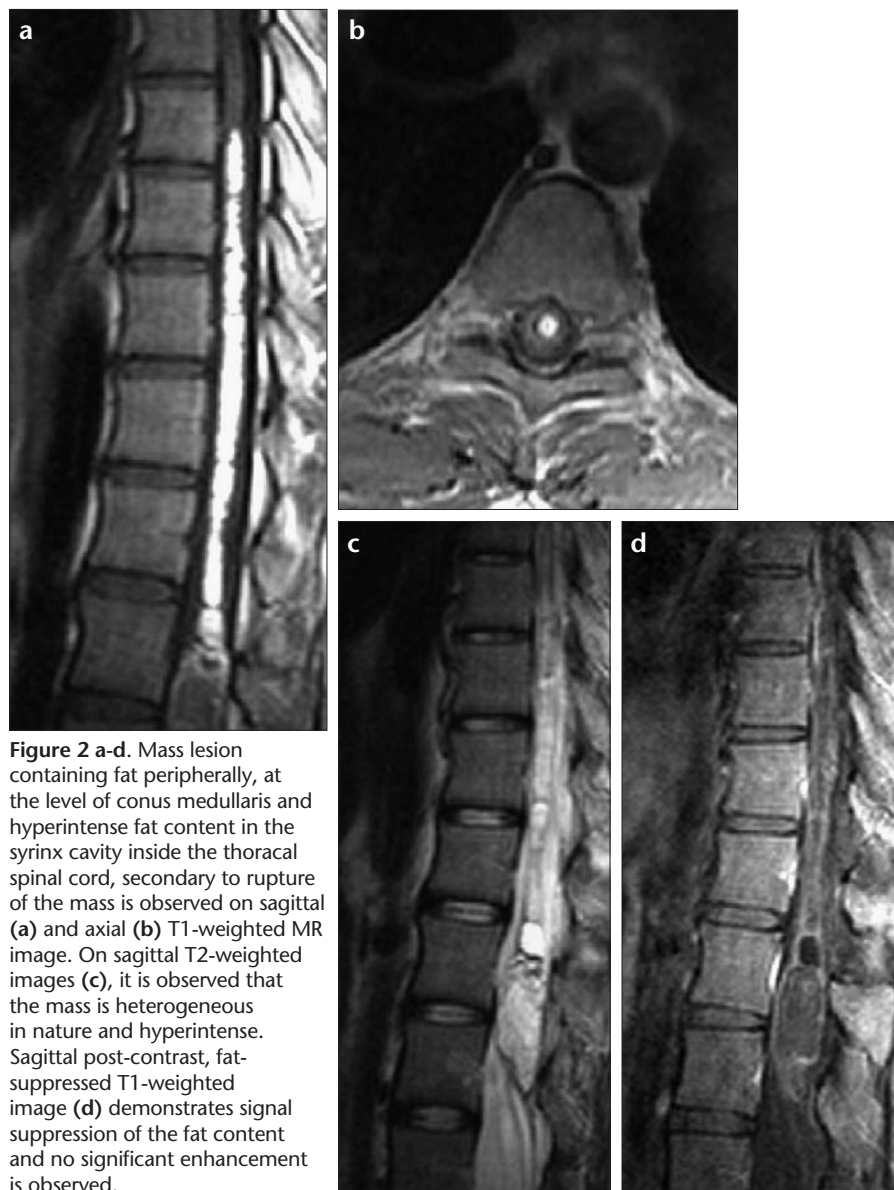 a
b
c
d
Figure 2 a-d. Mass lesion
containing fat peripherally, at
the level of conus medullaris and
hyperintense fat content in the
syrinx cavity inside the thoracal
spinal cord, secondary to rupture
of the mass is observed on sagittal
(a) and axial (b) T1-weighted MR
image. On sagittal T2-weighted
images (c), it is observed that
the mass is heterogeneous
in nature and hyperintense.
Sagittal post-contrast, fat-
suppressed T1-weighted
image (d) demonstrates signal
suppression of the fat content
and no significant enhancement
is observed.